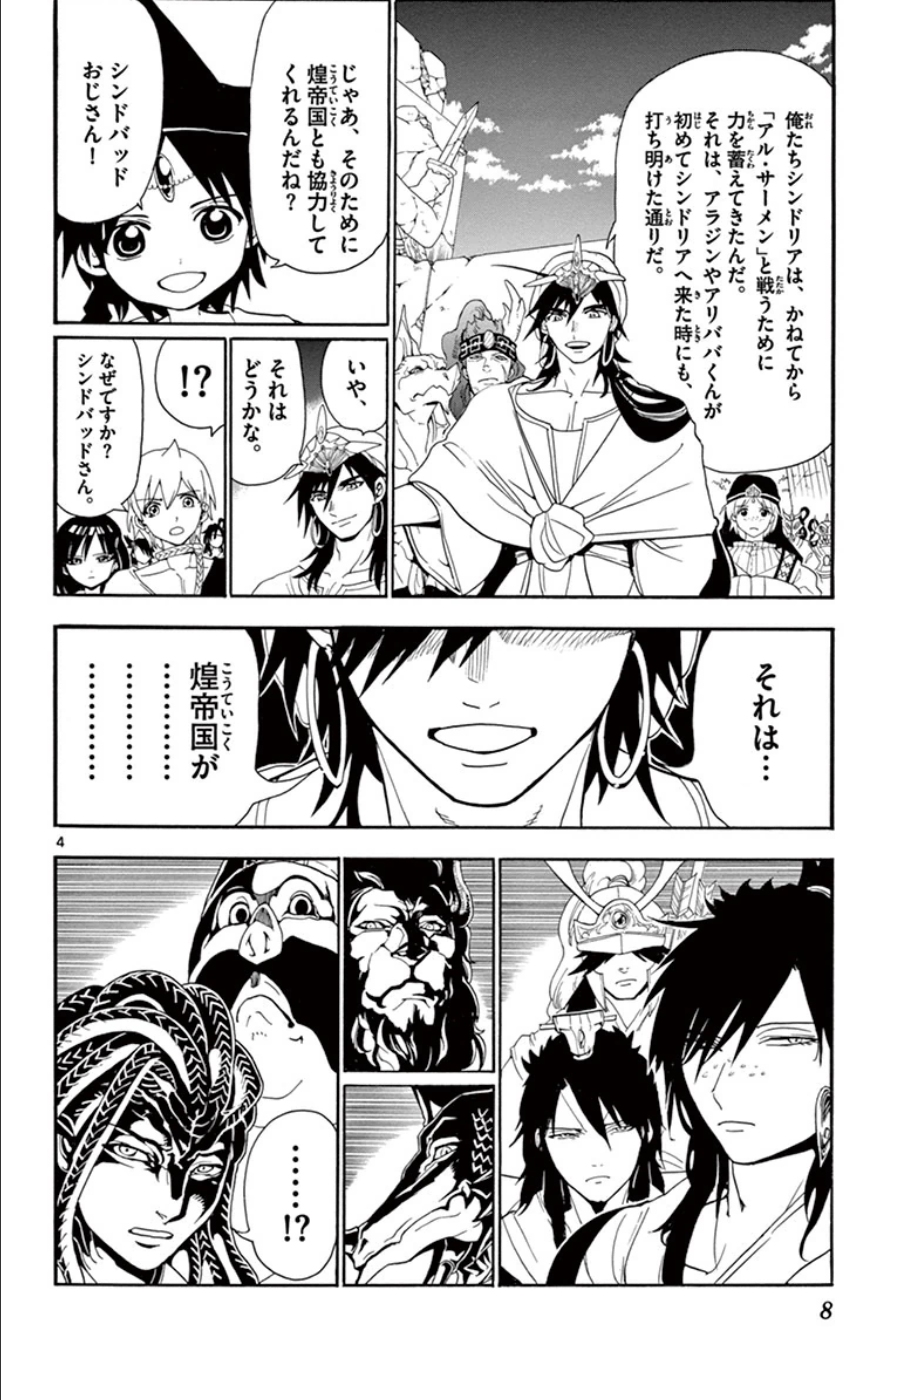 俺たちシンドリアは、かねてから
「アル・サーメン」と戦うために
力を蓄えてきたんだ。
それは、アラジンやアリババくんが
初めてシンドリアへ来た時にも、
打ち明けた通りだ。
じゃあ、そのために
煌帝国とも協力して
くれるんだね?
シンドバッド
おじさん!
いや、
それは
どうかな。
!?
なぜですか?
シンドバッドさん。
それは…
煌帝国が
………
………
………
4
……!?
8